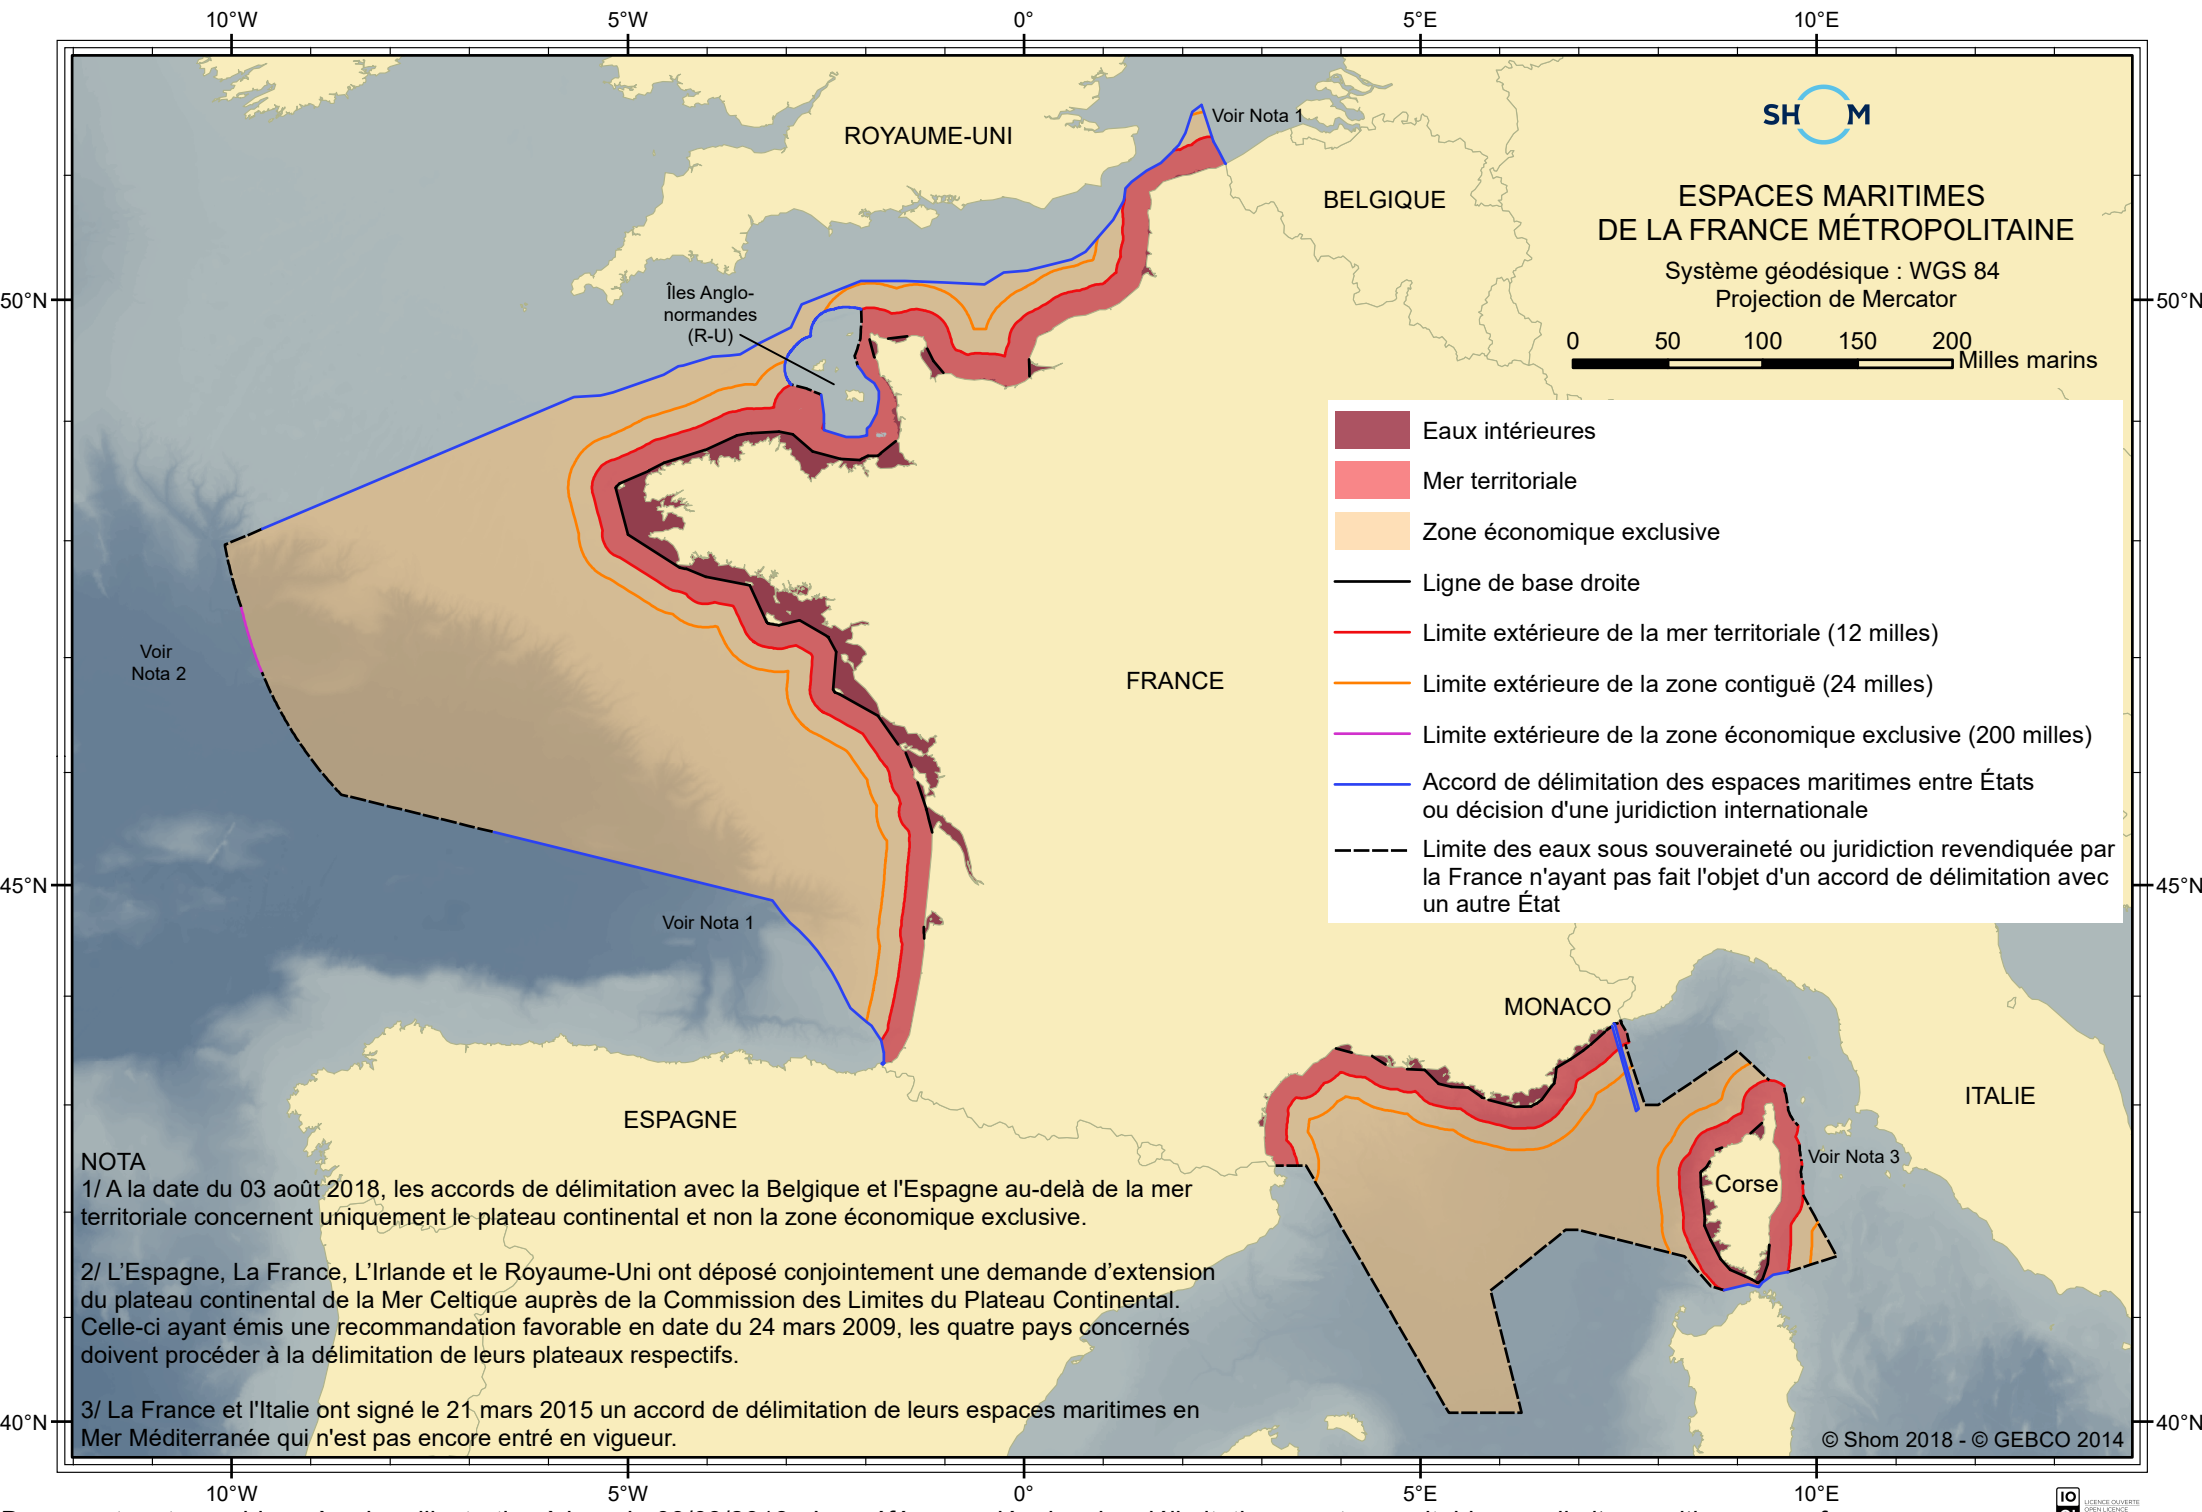 10°W 5°W 0° 5°E 10°E
Voir Nota 1
ROYAUME-UNI
SHOM
BELGIQUE
ESPACES MARITIMES
DE LA FRANCE MÉTROPOLITAINE
Système géodésique : WGS 84
Projection de Mercator
50°N
50°N
Îles Anglo-
normandes
(R-U)
0 50 100 150 200
Milles marins
Eaux intérieures
Mer territoriale
Zone économique exclusive
Ligne de base droite
Limite extérieure de la mer territoriale (12 milles)
Limite extérieure de la zone contiguë (24 milles)
Limite extérieure de la zone économique exclusive (200 milles)
Accord de délimitation des espaces maritimes entre États
ou décision d'une juridiction internationale
Limite des eaux sous souveraineté ou juridiction revendiquée par
la France n'ayant pas fait l'objet d'un accord de délimitation avec
un autre État
Voir
Nota 2
FRANCE
45°N
45°N
Voir Nota 1
MONACO
ITALIE
ESPAGNE
Voir Nota 3
Corse
NOTA
1/ A la date du 03 août 2018, les accords de délimitation avec la Belgique et l'Espagne au-delà de la mer
territoriale concernent uniquement le plateau continental et non la zone économique exclusive.
2/ L'Espagne, La France, L'Irlande et le Royaume-Uni ont déposé conjointement une demande d'extension
du plateau continental de la Mer Celtique auprès de la Commission des Limites du Plateau Continental.
Celle-ci ayant émis une recommandation favorable en date du 24 mars 2009, les quatre pays concernés
doivent procéder à la délimitation de leurs plateaux respectifs.
3/ La France et l'Italie ont signé le 21 mars 2015 un accord de délimitation de leurs espaces maritimes en
Mer Méditerranée qui n'est pas encore entré en vigueur.
40°N
40°N
© Shom 2018 - © GEBCO 2014
10°W 5°W 0° 5°E 10°E
LICENCE OUVERTE